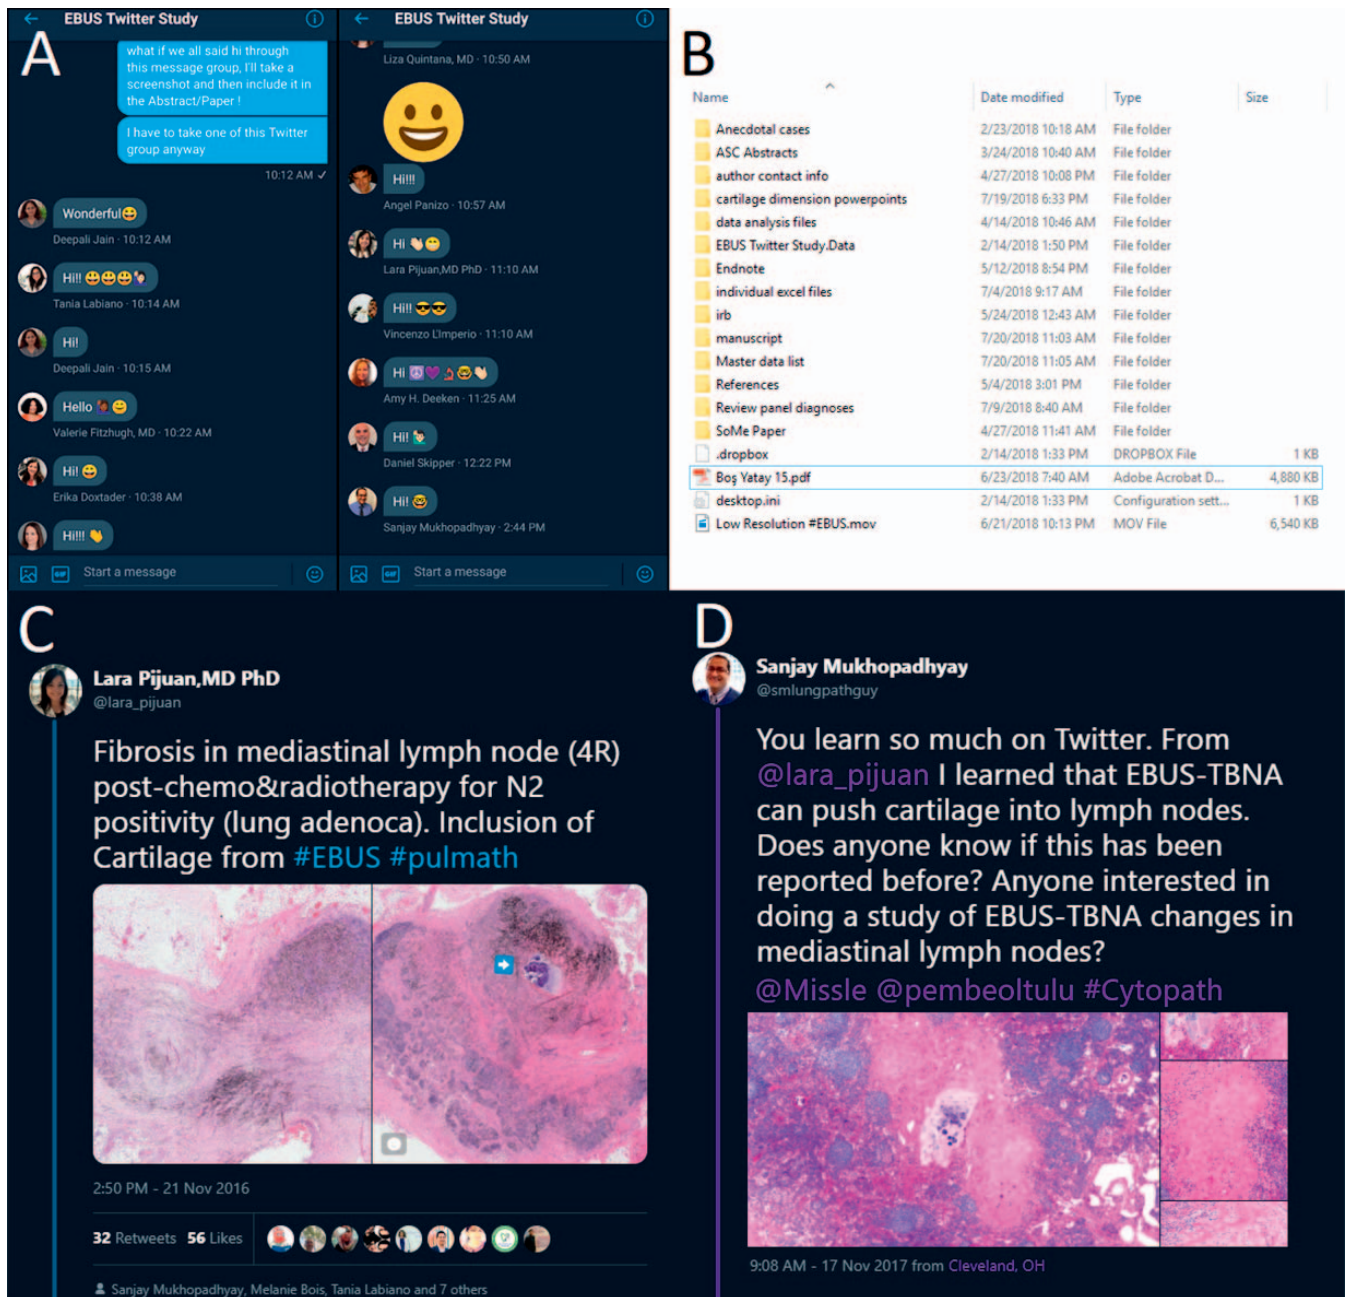 A
EBUS Twitter Study
what if we all said hi through
this message group, I'll take a
screenshot and then include it in
the Abstract/Paper !
I have to take one of this Twitter
group anyway
10:12 AM ✓
Wonderful😄
Deepali Jain · 10:12 AM
Hi!! 😀😀😀🙋🏻‍♀️
Tania Labiano · 10:14 AM
Hi!
Deepali Jain · 10:15 AM
Hello 🙋🏾‍♀️😊
Valerie Fitzhugh, MD · 10:22 AM
Hi! 😄
Erika Doxtader · 10:38 AM
Hi!!! 👋
GIF
Start a message
EBUS Twitter Study
Liza Quintana, MD · 10:50 AM
😀
Hi!!!
Angel Panizo · 10:57 AM
Hi 👋🏻😁
Lara Pijuan,MD PhD · 11:10 AM
Hi!! 😎😎
Vincenzo L'Imperio · 11:10 AM
Hi ☮️💜🔬🤓👋🏻
Amy H. Deeken · 11:25 AM
Hi! 🙋🏻‍♂️
Daniel Skipper · 12:22 PM
Hi! 🤓
Sanjay Mukhopadhyay · 2:44 PM
GIF
Start a message
B
Name Date modified Type Size
Anecdotal cases 2/23/2018 10:18 AM File folder
ASC Abstracts 3/24/2018 10:40 AM File folder
author contact info 4/27/2018 10:08 PM File folder
cartilage dimension powerpoints 7/19/2018 6:33 PM File folder
data analysis files 4/14/2018 10:46 AM File folder
EBUS Twitter Study.Data 2/14/2018 1:50 PM File folder
Endnote 5/12/2018 8:54 PM File folder
individual excel files 7/4/2018 9:17 AM File folder
irb 5/24/2018 12:43 AM File folder
manuscript 7/20/2018 11:03 AM File folder
Master data list 7/20/2018 11:05 AM File folder
References 5/4/2018 3:01 PM File folder
Review panel diagnoses 7/9/2018 8:40 AM File folder
SoMe Paper 4/27/2018 11:41 AM File folder
.dropbox 2/14/2018 1:33 PM DROPBOX File 1 KB
Boş Yatay 15.pdf 6/23/2018 7:40 AM Adobe Acrobat D... 4,880 KB
desktop.ini 2/14/2018 1:33 PM Configuration sett... 1 KB
Low Resolution #EBUS.mov 6/21/2018 10:13 PM MOV File 6,540 KB
C
Lara Pijuan,MD PhD
@lara_pijuan
Fibrosis in mediastinal lymph node (4R)
post-chemo&radiotherapy for N2
positivity (lung adenoca). Inclusion of
Cartilage from #EBUS #pulmath
2:50 PM - 21 Nov 2016
32 Retweets 56 Likes
Sanjay Mukhopadhyay, Melanie Bois, Tania Labiano and 7 others
D
Sanjay Mukhopadhyay
@smlungpathguy
You learn so much on Twitter. From
@lara_pijuan I learned that EBUS-TBNA
can push cartilage into lymph nodes.
Does anyone know if this has been
reported before? Anyone interested in
doing a study of EBUS-TBNA changes in
mediastinal lymph nodes?
@Missle @pembeoltulu #Cytopath
9:08 AM - 17 Nov 2017 from Cleveland, OH